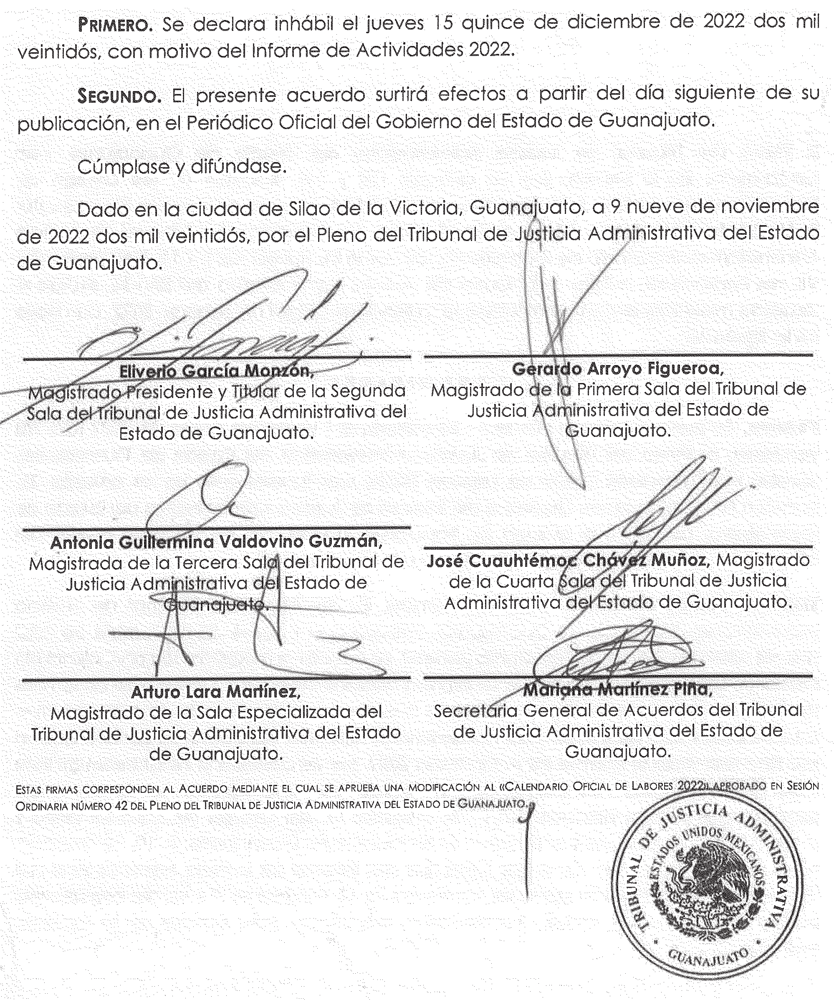 PRIMERO. Se declara inhábil el jueves 15 quince de diciembre de 2022 dos mil
veintidós, con motivo del Informe de Actividades 2022.
SEGUNDO. El presente acuerdo surtirá efectos a partir del día siguiente de su
publicación, en el Periódico Oficial del Gobierno del Estado de Guanajuato.
Cúmplase y difúndase.
Dado en la ciudad de Silao de la Victoria, Guanajuato, a 9 nueve de noviembre
de 2022 dos mil veintidós, por el Pleno del Tribunal de Justicia Administrativa del Estado
de Guanajuato.
Eliverio García Monzón,
Magistrado Presidente y Titular de la Segunda
Sala del Tribunal de Justicia Administrativa del
Estado de Guanajuato.
Gerardo Arroyo Figueroa,
Magistrado de la Primera Sala del Tribunal de
Justicia Administrativa del Estado de
Guanajuato.
Antonia Guillermina Valdovino Guzmán,
Magistrada de la Tercera Sala del Tribunal de
Justicia Administrativa del Estado de
Guanajuato.
José Cuauhtémoc Chávez Muñoz, Magistrado
de la Cuarta Sala del Tribunal de Justicia
Administrativa del Estado de Guanajuato.
Arturo Lara Martínez,
Magistrado de la Sala Especializada del
Tribunal de Justicia Administrativa del Estado
de Guanajuato.
Mariana Martínez Piña,
Secretaria General de Acuerdos del Tribunal
de Justicia Administrativa del Estado de
Guanajuato.
ESTAS FIRMAS CORRESPONDEN AL ACUERDO MEDIANTE EL CUAL SE APRUEBA UNA MODIFICACIÓN AL «CALENDARIO OFICIAL DE LABORES 2022», APROBADO EN SESIÓN
ORDINARIA NÚMERO 42 DEL PLENO DEL TRIBUNAL DE JUSTICIA ADMINISTRATIVA DEL ESTADO DE GUANAJUATO.
TRIBUNAL DE JUSTICIA ADMINISTRATIVA
ESTADOS UNIDOS MEXICANOS
GUANAJUATO